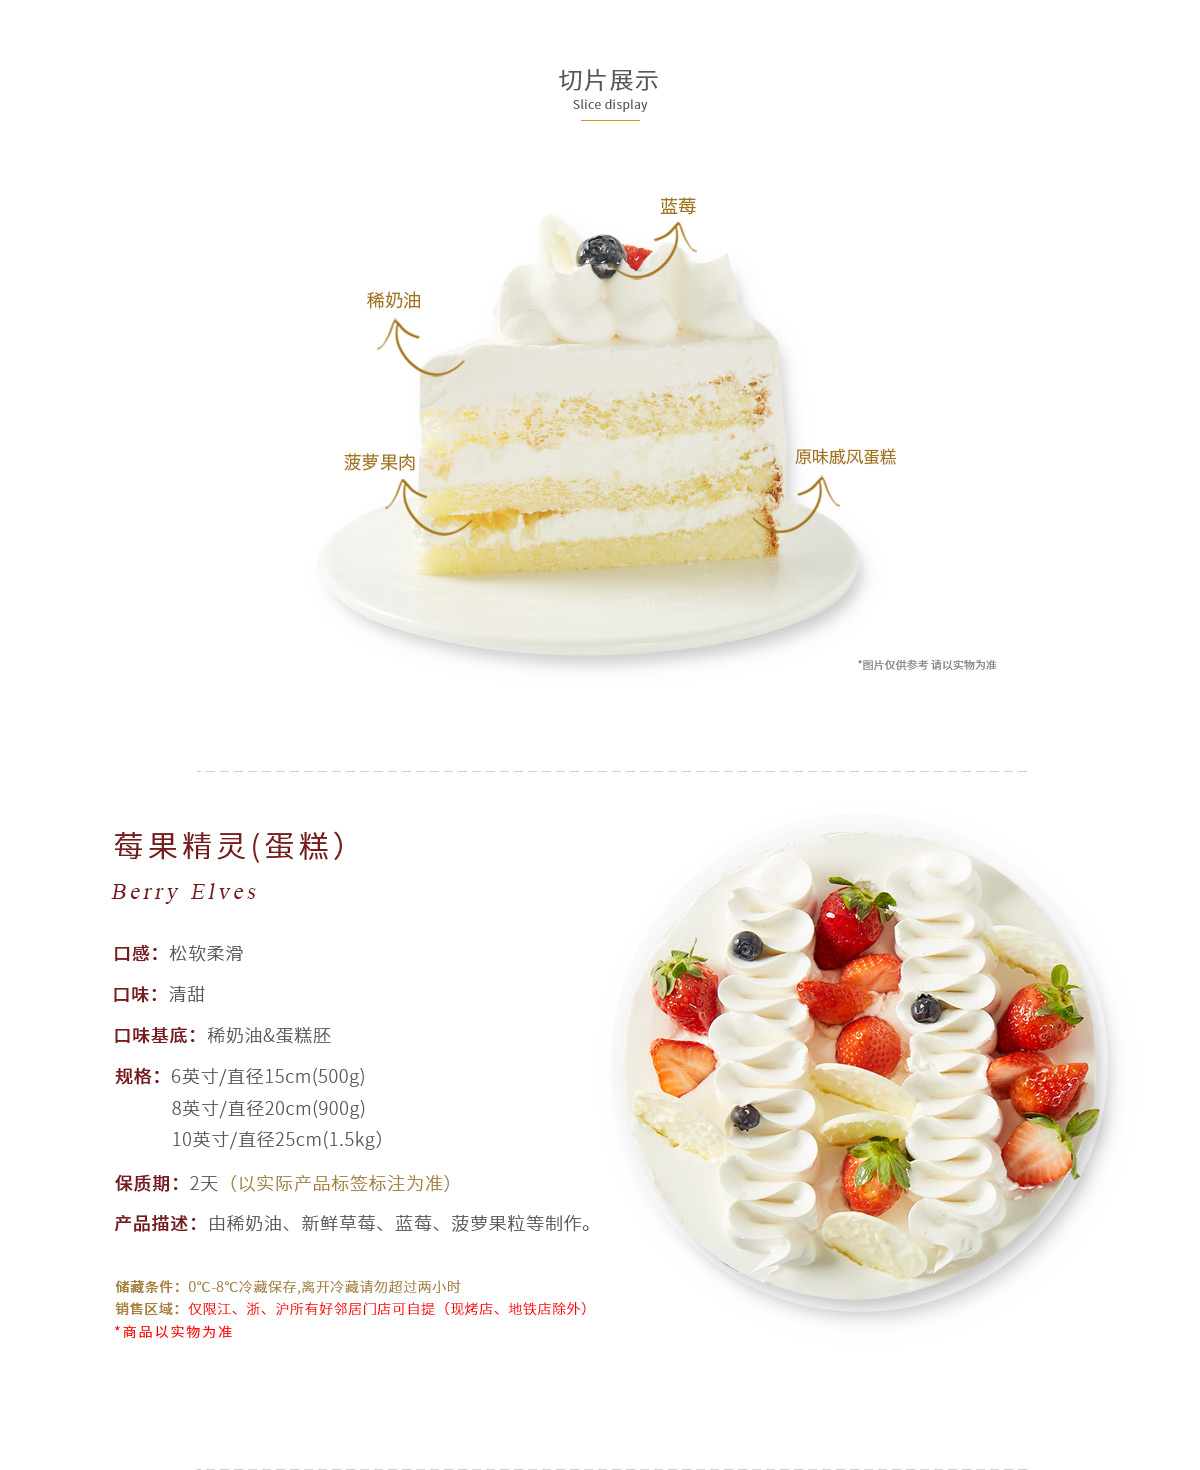 切片展示
Slice display
蓝莓
稀奶油
菠萝果肉
原味戚风蛋糕
*图片仅供参考 请以实物为准
莓果精灵(蛋糕）
Berry Elves
口感：松软柔滑
口味：清甜
口味基底：稀奶油&蛋糕胚
规格：6英寸/直径15cm(500g)
8英寸/直径20cm(900g)
10英寸/直径25cm(1.5kg）
保质期：2天（以实际产品标签标注为准）
产品描述：由稀奶油、新鲜草莓、蓝莓、菠萝果粒等制作。
储藏条件：0℃-8℃冷藏保存,离开冷藏请勿超过两小时
销售区域：仅限江、浙、沪所有好邻居门店可自提（现烤店、地铁店除外）
*商品以实物为准